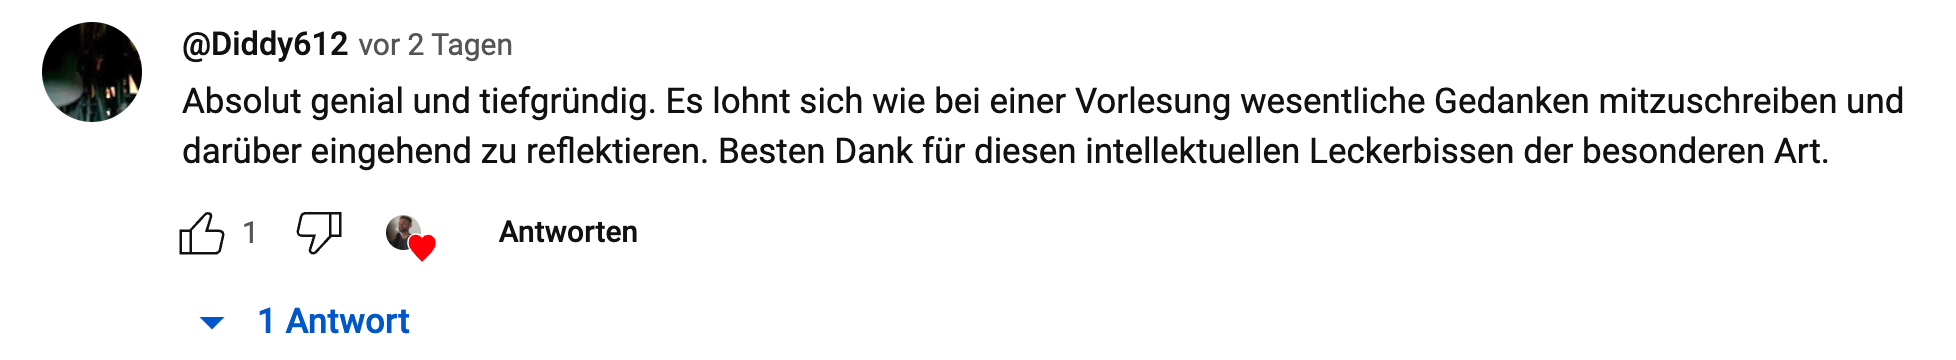 @Diddy612 vor 2 Tagen
Absolut genial und tiefgründig. Es lohnt sich wie bei einer Vorlesung wesentliche Gedanken mitzuschreiben und
darüber eingehend zu reflektieren. Besten Dank für diesen intellektuellen Leckerbissen der besonderen Art.
1 Antworten
1 Antwort